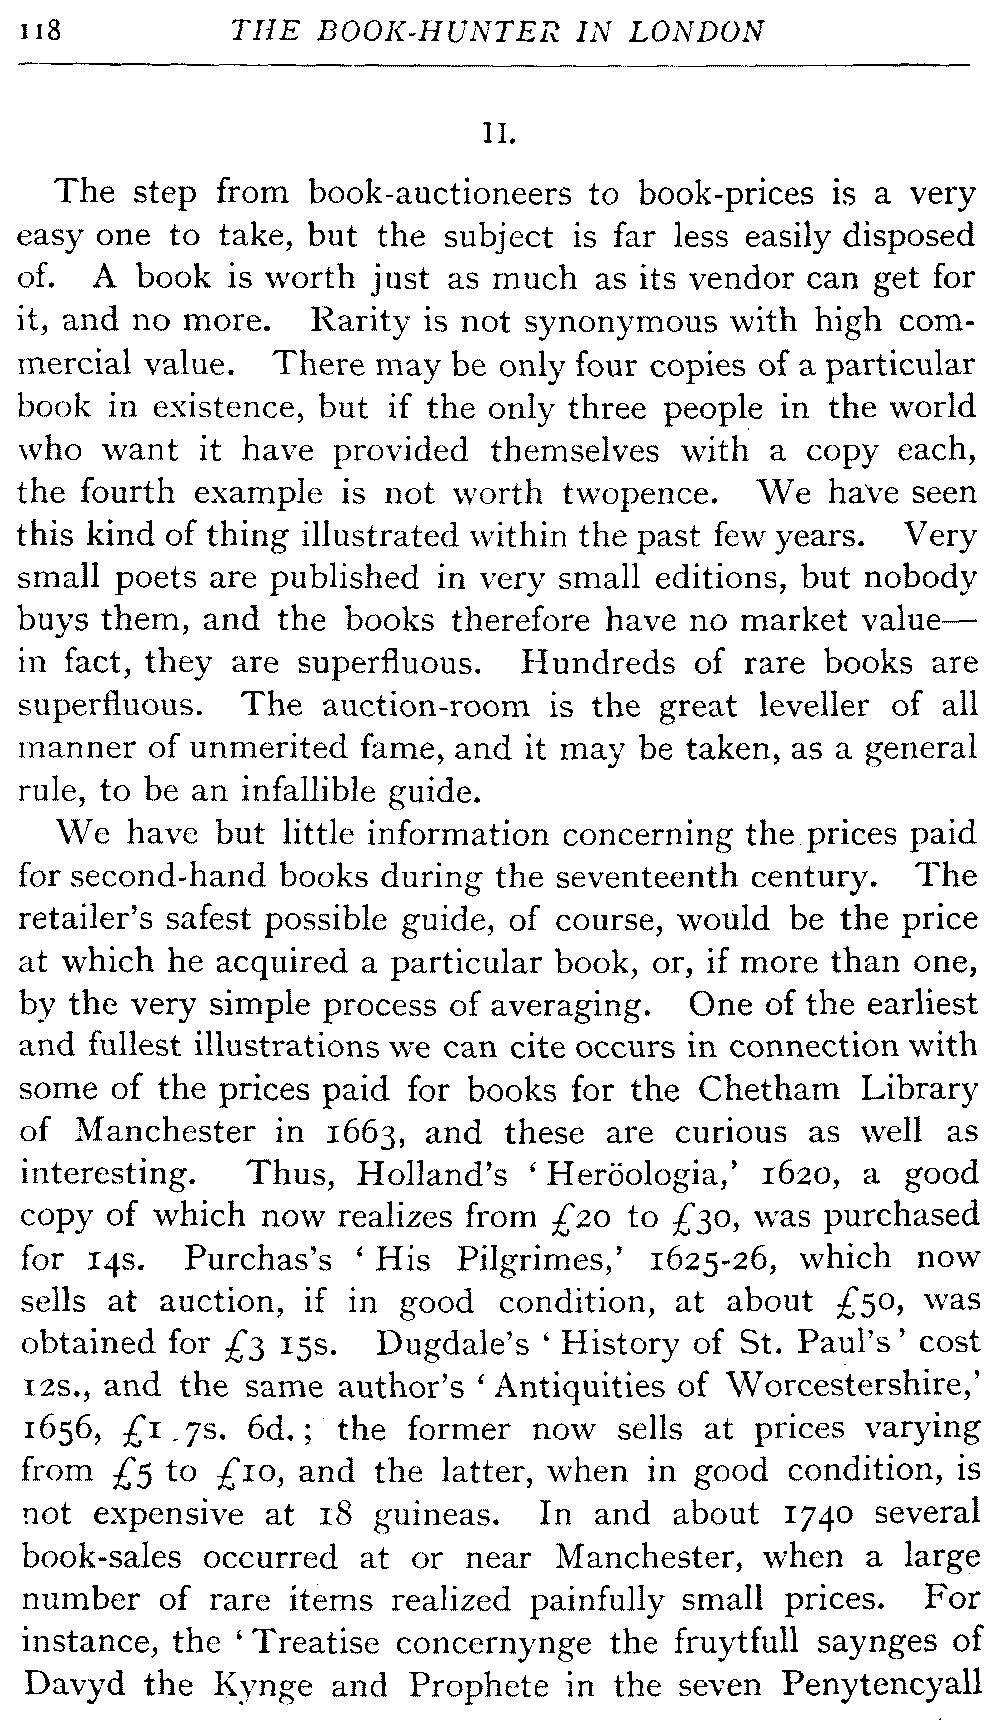 118 THE BOOK-HUNTER IN LONDON
II.
The step from book-auctioneers to book-prices is a very
easy one to take, but the subject is far less easily disposed
of. A book is worth just as much as its vendor can get for
it, and no more. Rarity is not synonymous with high com-
mercial value. There may be only four copies of a particular
book in existence, but if the only three people in the world
who want it have provided themselves with a copy each,
the fourth example is not worth twopence. We have seen
this kind of thing illustrated within the past few years. Very
small poets are published in very small editions, but nobody
buys them, and the books therefore have no market value—
in fact, they are superfluous. Hundreds of rare books are
superfluous. The auction-room is the great leveller of all
manner of unmerited fame, and it may be taken, as a general
rule, to be an infallible guide.
We have but little information concerning the prices paid
for second-hand books during the seventeenth century. The
retailer's safest possible guide, of course, would be the price
at which he acquired a particular book, or, if more than one,
by the very simple process of averaging. One of the earliest
and fullest illustrations we can cite occurs in connection with
some of the prices paid for books for the Chetham Library
of Manchester in 1663, and these are curious as well as
interesting. Thus, Holland's ‘Heröologia,’ 1620, a good
copy of which now realizes from £20 to £30, was purchased
for 14s. Purchas's ‘His Pilgrimes,’ 1625-26, which now
sells at auction, if in good condition, at about £50, was
obtained for £3 15s. Dugdale's ‘History of St. Paul's’ cost
12s., and the same author's ‘Antiquities of Worcestershire,’
1656, £1 7s. 6d.; the former now sells at prices varying
from £5 to £10, and the latter, when in good condition, is
not expensive at 18 guineas. In and about 1740 several
book-sales occurred at or near Manchester, when a large
number of rare items realized painfully small prices. For
instance, the ‘Treatise concernynge the fruytfull saynges of
Davyd the Kynge and Prophete in the seven Penytencyall